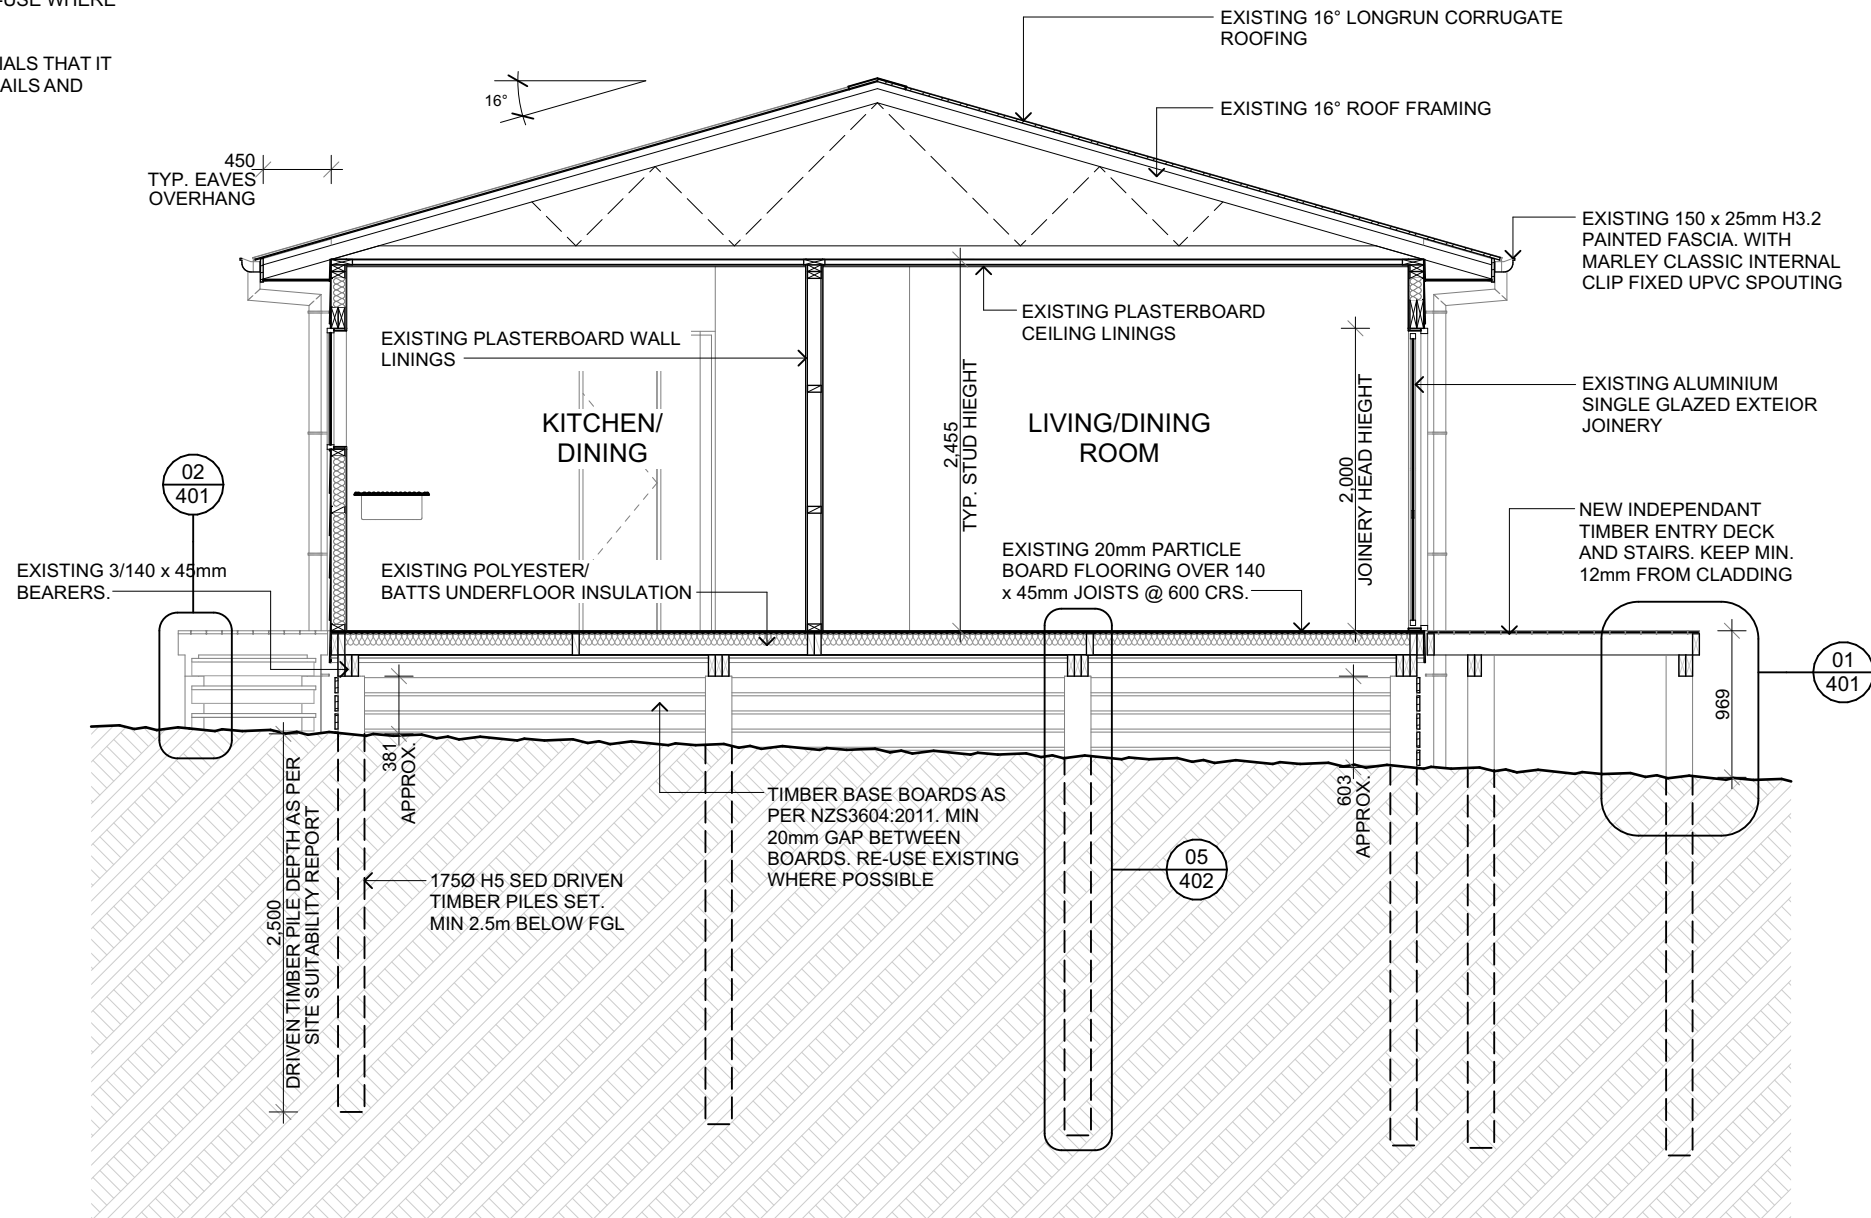 -USE WHERE
IALS THAT IT
AILS AND
EXISTING 16° LONGRUN CORRUGATE
ROOFING
16°
EXISTING 16° ROOF FRAMING
450
TYP. EAVES
OVERHANG
EXISTING 150 x 25mm H3.2
PAINTED FASCIA. WITH
MARLEY CLASSIC INTERNAL
CLIP FIXED UPVC SPOUTING
EXISTING PLASTERBOARD WALL
LININGS
EXISTING PLASTERBOARD
CEILING LININGS
EXISTING ALUMINIUM
SINGLE GLAZED EXTEIOR
JOINERY
KITCHEN/
DINING
LIVING/DINING
ROOM
2,455
TYP. STUD HIEGHT
2,000
JOINERY HEAD HIEGHT
02
401
NEW INDEPENDANT
TIMBER ENTRY DECK
AND STAIRS. KEEP MIN.
12mm FROM CLADDING
EXISTING 3/140 x 45mm
BEARERS.
EXISTING POLYESTER/
BATTS UNDERFLOOR INSULATION
EXISTING 20mm PARTICLE
BOARD FLOORING OVER 140
x 45mm JOISTS @ 600 CRS.
01
401
969
381
APPROX.
603
APPROX.
TIMBER BASE BOARDS AS
PER NZS3604:2011. MIN
20mm GAP BETWEEN
BOARDS. RE-USE EXISTING
WHERE POSSIBLE
05
402
175Ø H5 SED DRIVEN
TIMBER PILES SET.
MIN 2.5m BELOW FGL
2,500
DRIVEN TIMBER PILE DEPTH AS PER
SITE SUITABILITY REPORT